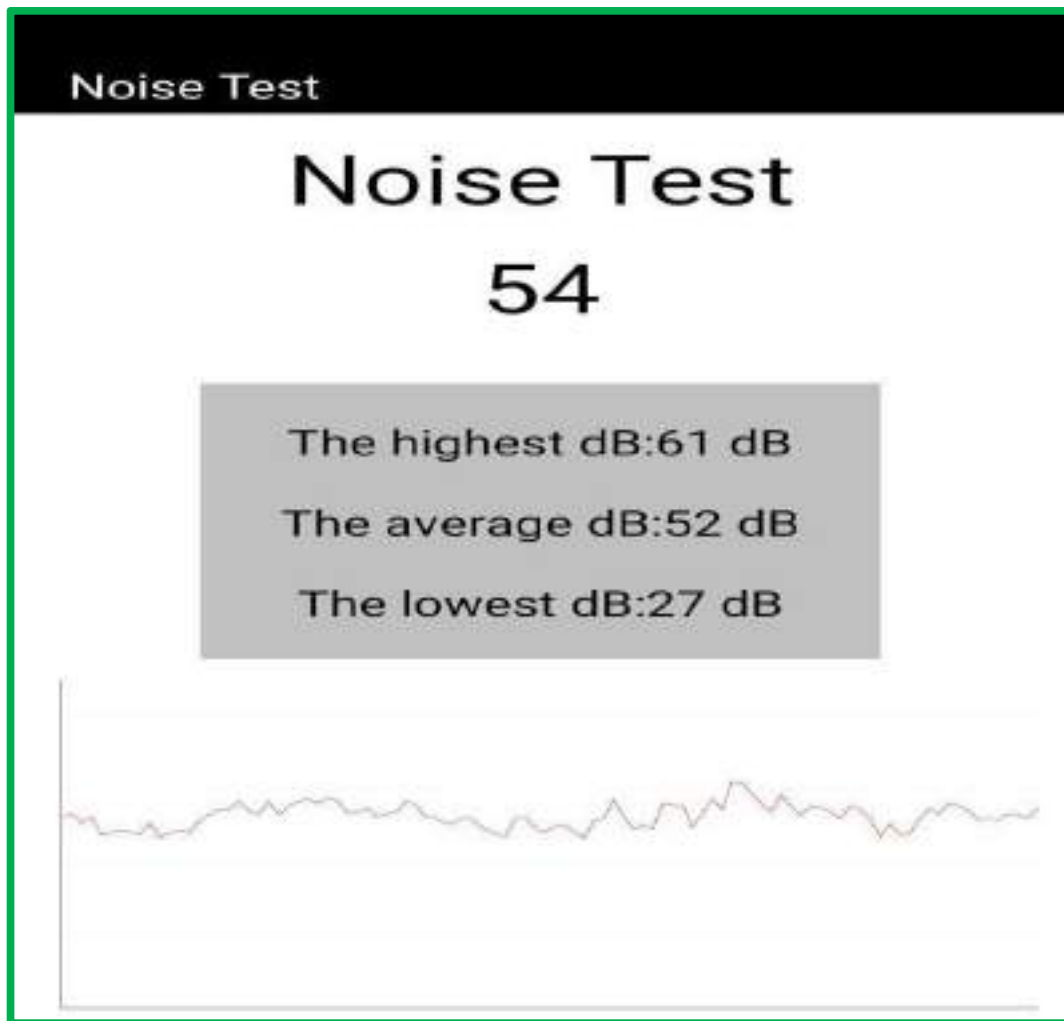 Noise Test
Noise Test
54
The highest dB:61 dB
The average dB:52 dB
The lowest dB:27 dB